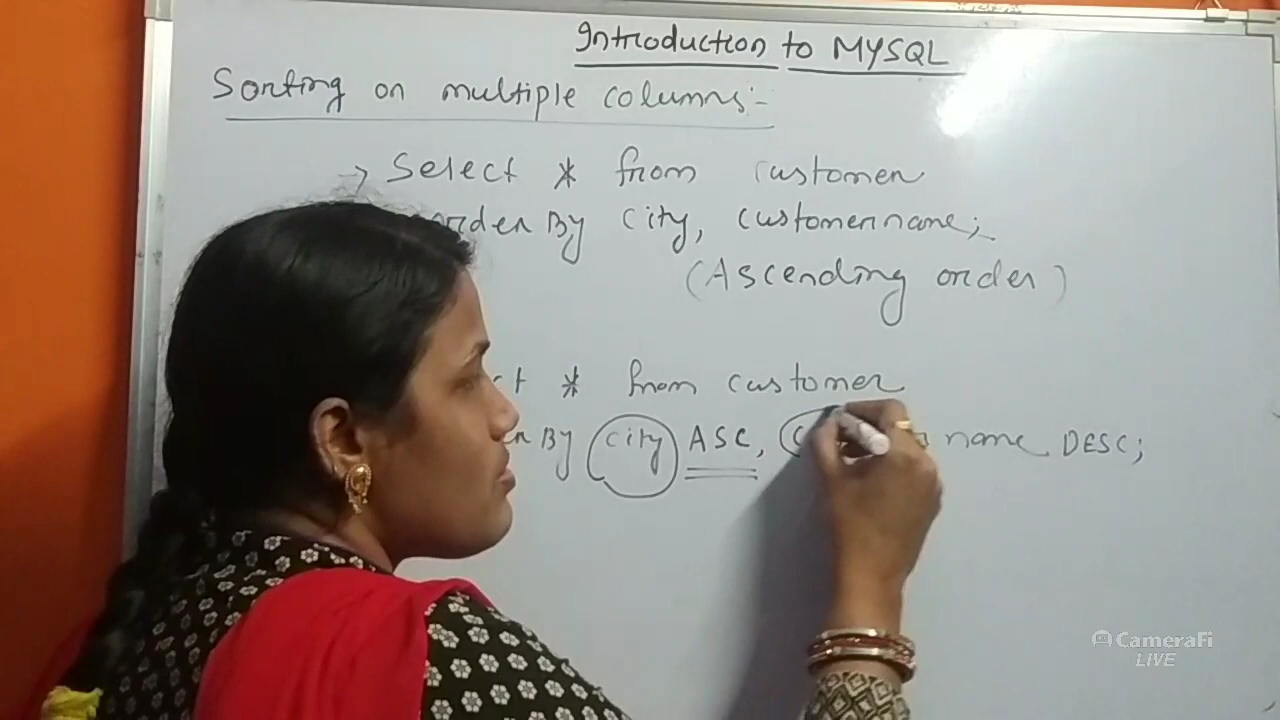 Introduction to MYSQL
Sorting on multiple columns:-
→ Select * from customer
order By city, customername;
(Ascending order)
* from customer
By city ASC, name DESC;
CameraFi
LIVE